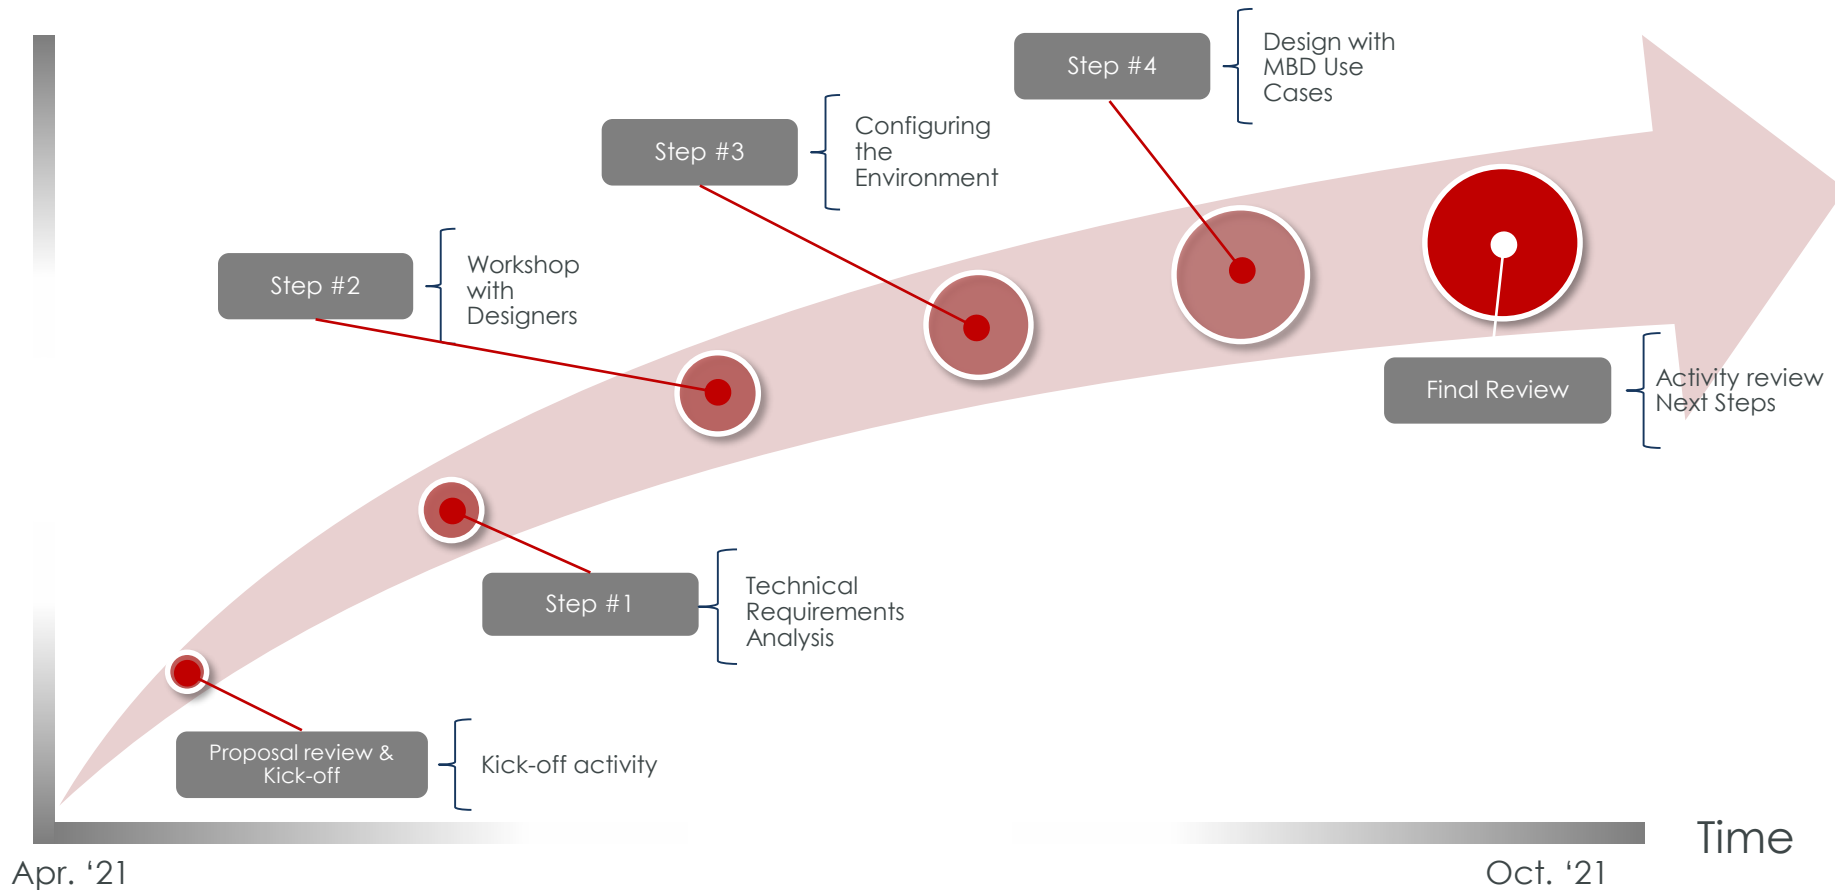 Step #4
Design with
MBD Use
Cases
Step #3
Configuring
the
Environment
Step #2
Workshop
with
Designers
Final Review
Activity review
Next Steps
Step #1
Technical
Requirements
Analysis
Proposal review &
Kick-off
Kick-off activity
Time
Apr. ‘21
Oct. ‘21